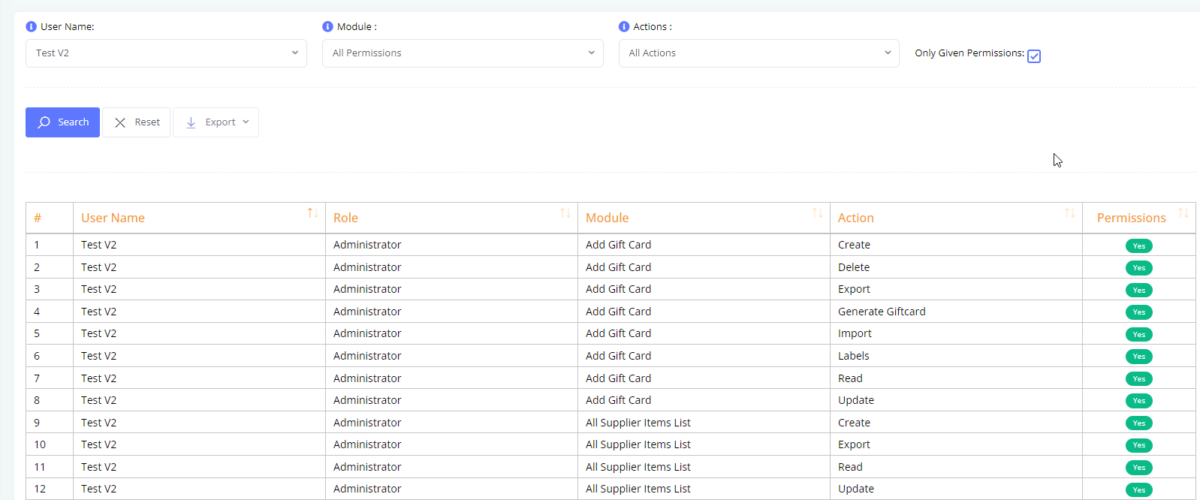 User Name:
Module :
Actions :
Test V2
All Permissions
All Actions
Only Given Permissions:
Search
Reset
Export
# User Name Role Module Action Permissions
1 Test V2 Administrator Add Gift Card Create Yes
2 Test V2 Administrator Add Gift Card Delete Yes
3 Test V2 Administrator Add Gift Card Export Yes
4 Test V2 Administrator Add Gift Card Generate Giftcard Yes
5 Test V2 Administrator Add Gift Card Import Yes
6 Test V2 Administrator Add Gift Card Labels Yes
7 Test V2 Administrator Add Gift Card Read Yes
8 Test V2 Administrator Add Gift Card Update Yes
9 Test V2 Administrator All Supplier Items List Create Yes
10 Test V2 Administrator All Supplier Items List Export Yes
11 Test V2 Administrator All Supplier Items List Read Yes
12 Test V2 Administrator All Supplier Items List Update Yes